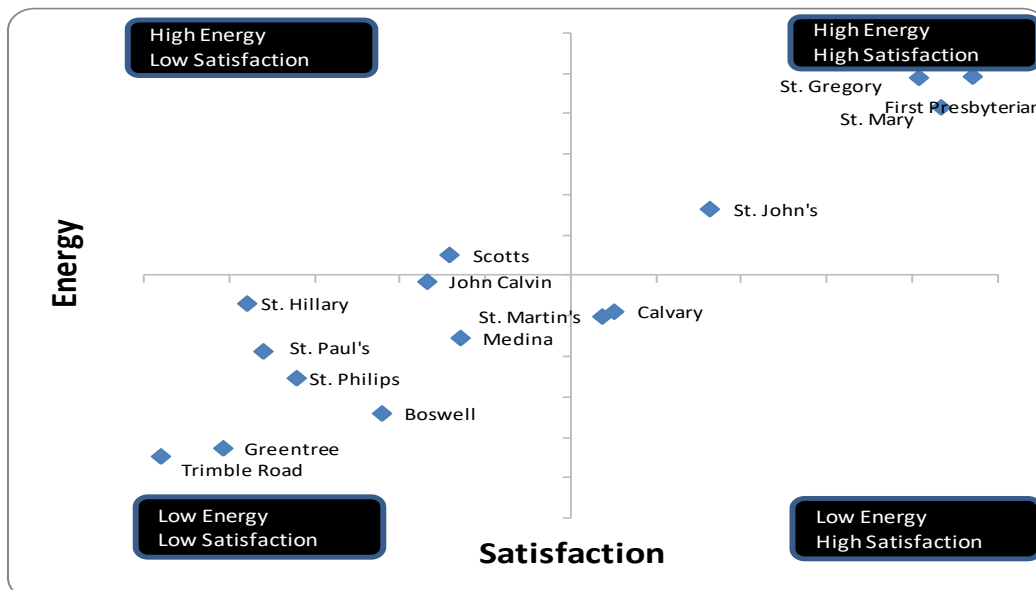 High Energy
Low Satisfaction
High Energy
High Satisfaction
St. Gregory
First Presbyterian
St. Mary
St. John's
Energy
Scotts
John Calvin
St. Hillary
St. Martin's
Calvary
Medina
St. Paul's
St. Philips
Boswell
Greentree
Trimble Road
Low Energy
Low Satisfaction
Low Energy
High Satisfaction
Satisfaction